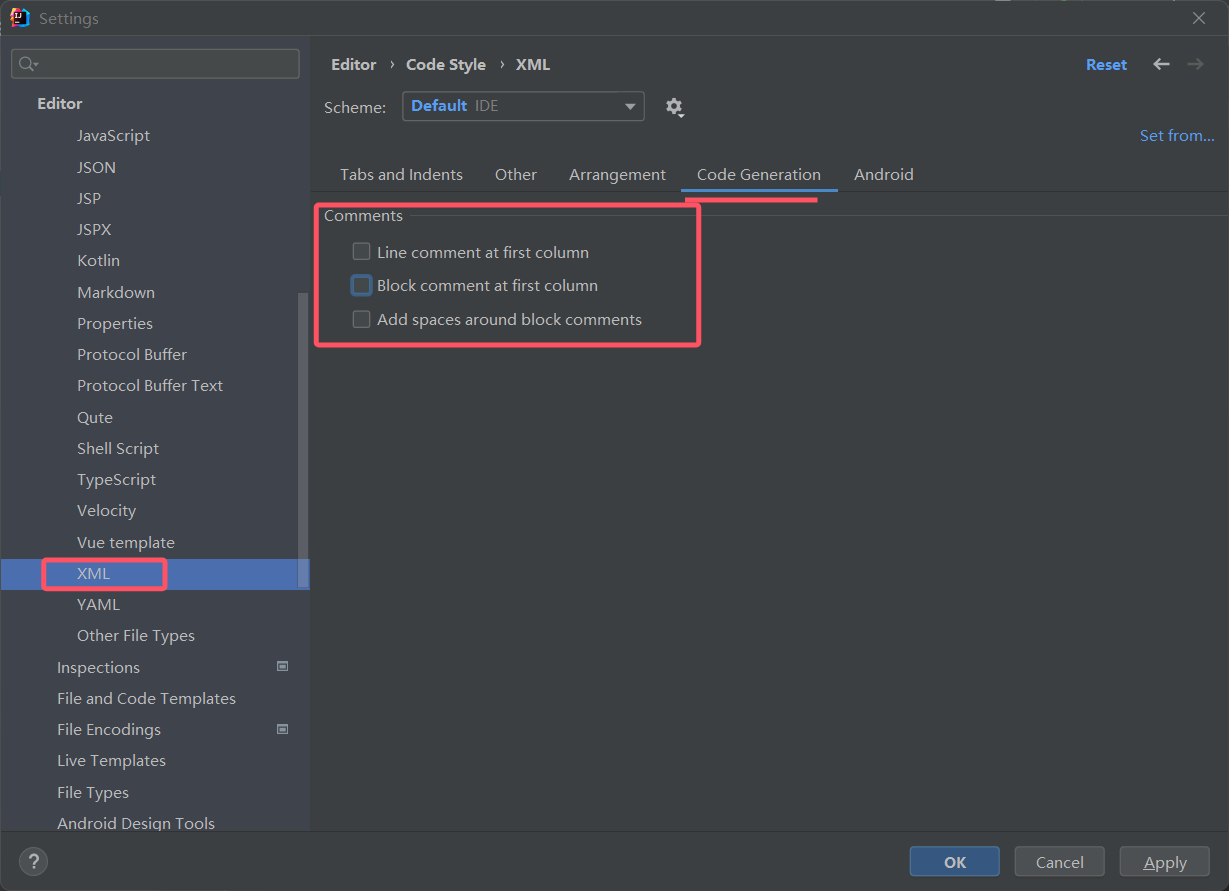 Settings
Editor
JavaScript
JSON
JSP
JSPX
Kotlin
Markdown
Properties
Protocol Buffer
Protocol Buffer Text
Qute
Shell Script
TypeScript
Velocity
Vue template
XML
YAML
Other File Types
Inspections
File and Code Templates
File Encodings
Live Templates
File Types
Android Design Tools
Editor › Code Style › XML
Reset
Scheme: Default IDE
Set from...
Tabs and Indents Other Arrangement Code Generation Android
Comments
Line comment at first column
Block comment at first column
Add spaces around block comments
? OK Cancel Apply